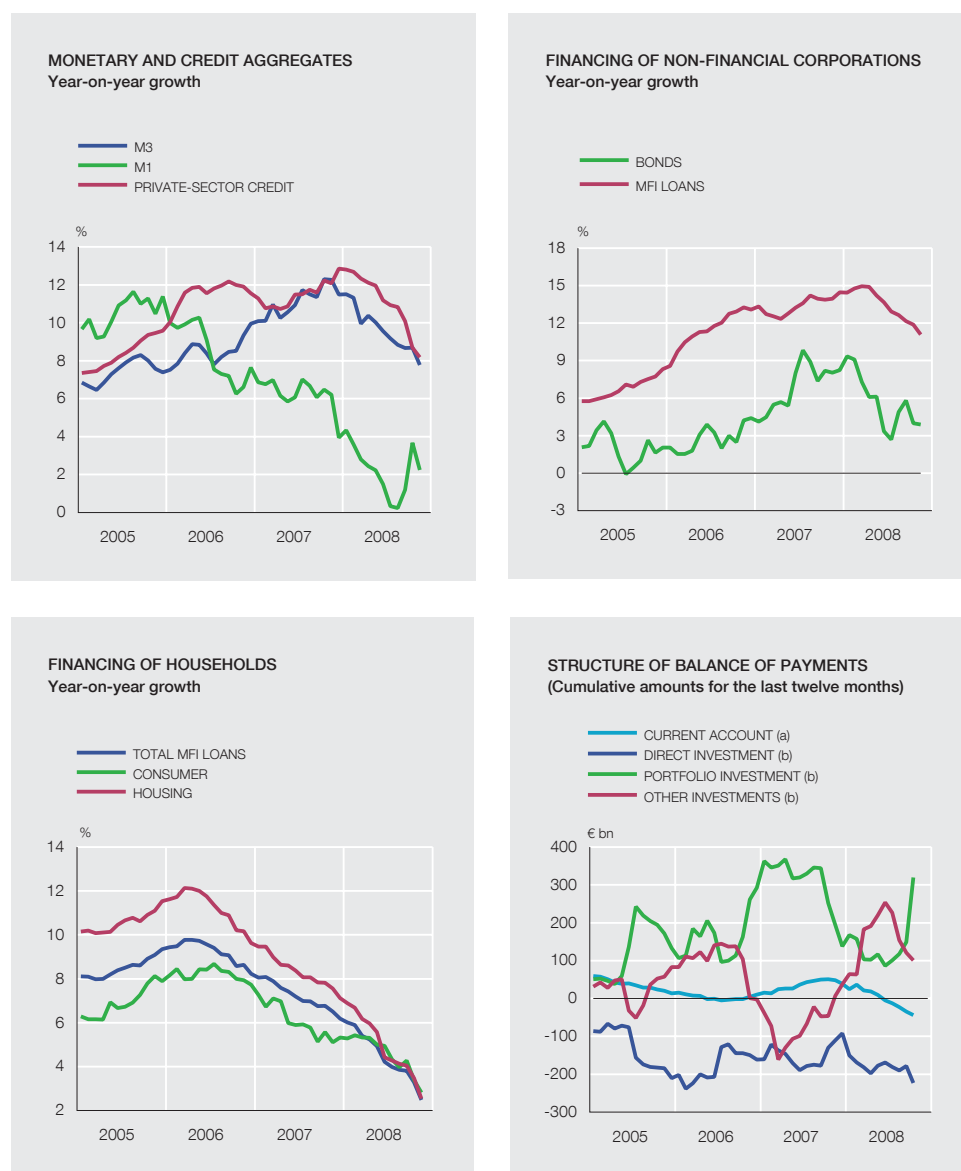 MONETARY AND CREDIT AGGREGATES
Year-on-year growth
M3
M1
PRIVATE-SECTOR CREDIT
%
14
12
10
8
6
4
2
0
2005 2006 2007 2008
FINANCING OF NON-FINANCIAL CORPORATIONS
Year-on-year growth
BONDS
MFI LOANS
%
18
15
12
9
6
3
0
-3
2005 2006 2007 2008
FINANCING OF HOUSEHOLDS
Year-on-year growth
TOTAL MFI LOANS
CONSUMER
HOUSING
%
14
12
10
8
6
4
2
2005 2006 2007 2008
STRUCTURE OF BALANCE OF PAYMENTS
(Cumulative amounts for the last twelve months)
CURRENT ACCOUNT (a)
DIRECT INVESTMENT (b)
PORTFOLIO INVESTMENT (b)
OTHER INVESTMENTS (b)
€ bn
400
300
200
100
0
-100
-200
-300
2005 2006 2007 2008